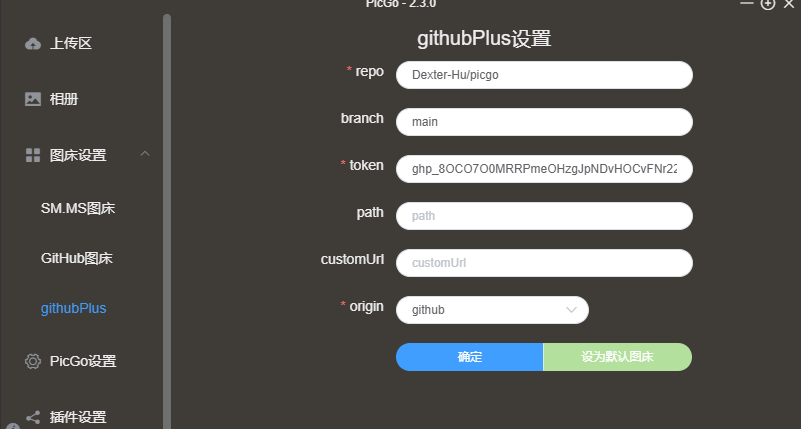 PicGo - 2.3.0
上传区
相册
图床设置
SM.MS图床
GitHub图床
githubPlus
PicGo设置
插件设置
githubPlus设置
* repo
Dexter-Hu/picgo
branch
main
* token
ghp_8OCO7O0MRRPmeOHzgJpNDvHOCvFNr22
path
path
customUrl
customUrl
* origin
github
确定
设为默认图床